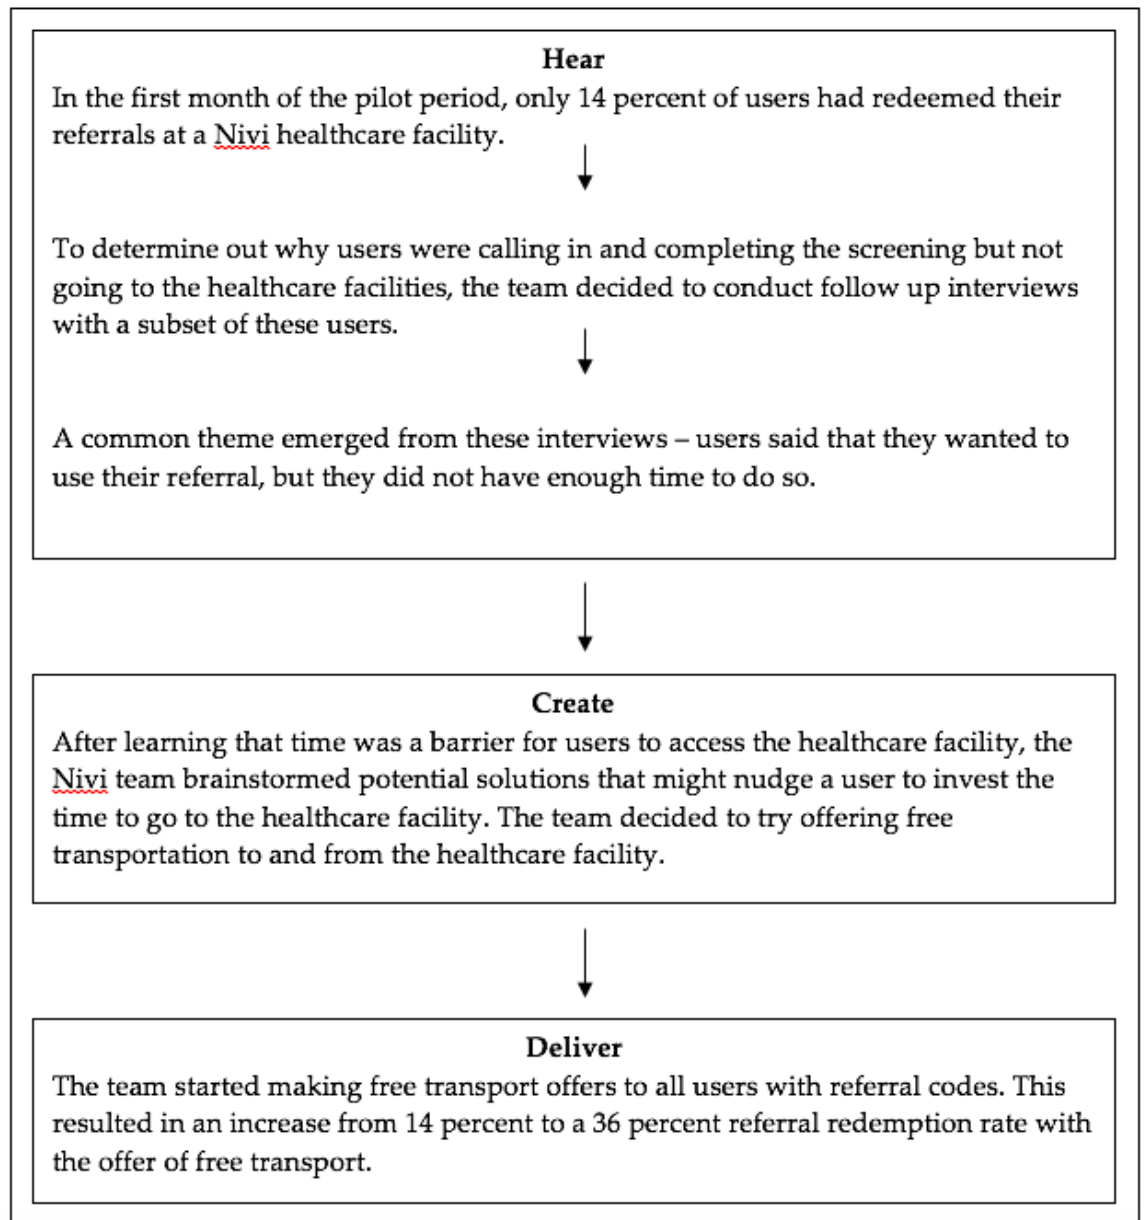 Hear
In the first month of the pilot period, only 14 percent of users had redeemed their
referrals at a Nivi healthcare facility.
To determine out why users were calling in and completing the screening but not
going to the healthcare facilities, the team decided to conduct follow up interviews
with a subset of these users.
A common theme emerged from these interviews – users said that they wanted to
use their referral, but they did not have enough time to do so.
Create
After learning that time was a barrier for users to access the healthcare facility, the
Nivi team brainstormed potential solutions that might nudge a user to invest the
time to go to the healthcare facility. The team decided to try offering free
transportation to and from the healthcare facility.
Deliver
The team started making free transport offers to all users with referral codes. This
resulted in an increase from 14 percent to a 36 percent referral redemption rate with
the offer of free transport.